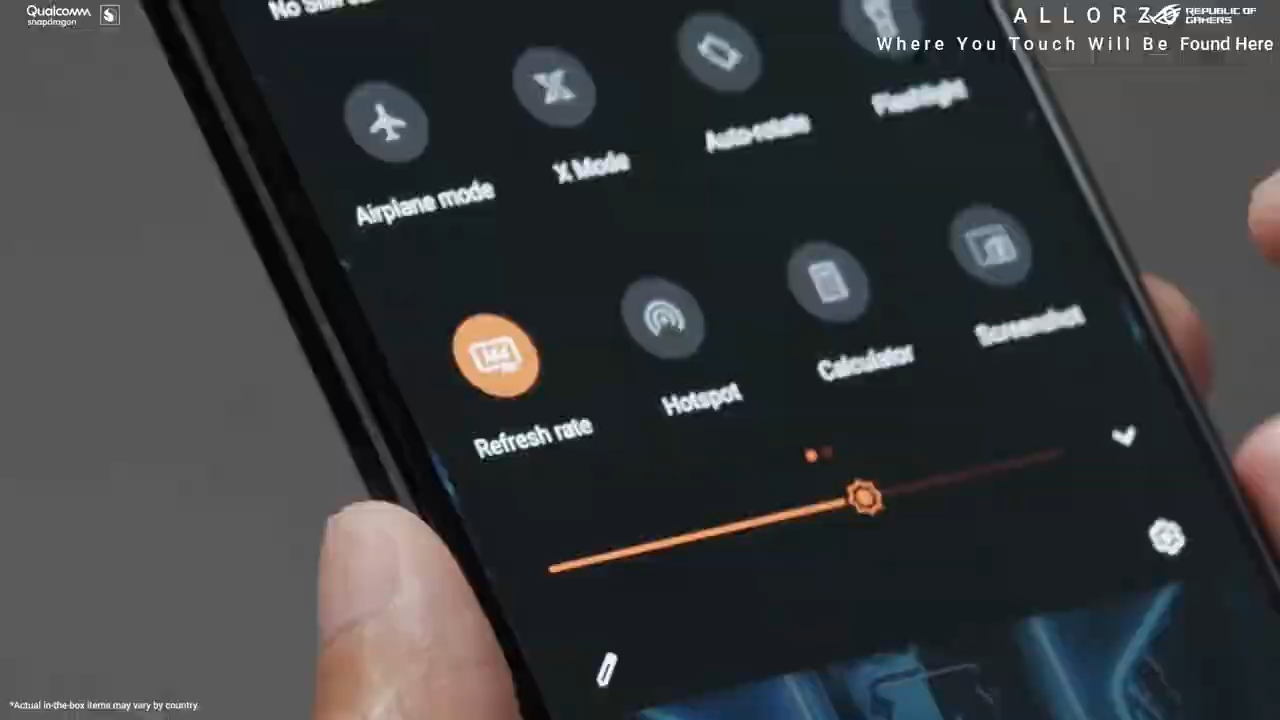 Qualcomm
snapdragon
ALLORZ
REPUBLIC OF
GAMERS
Where You Touch Will Be Found Here
Airplane mode
X Mode
Auto-rotate
Flashlight
Refresh rate
Hotspot
Calculator
Screenshot
*Actual in-the-box items may vary by country.